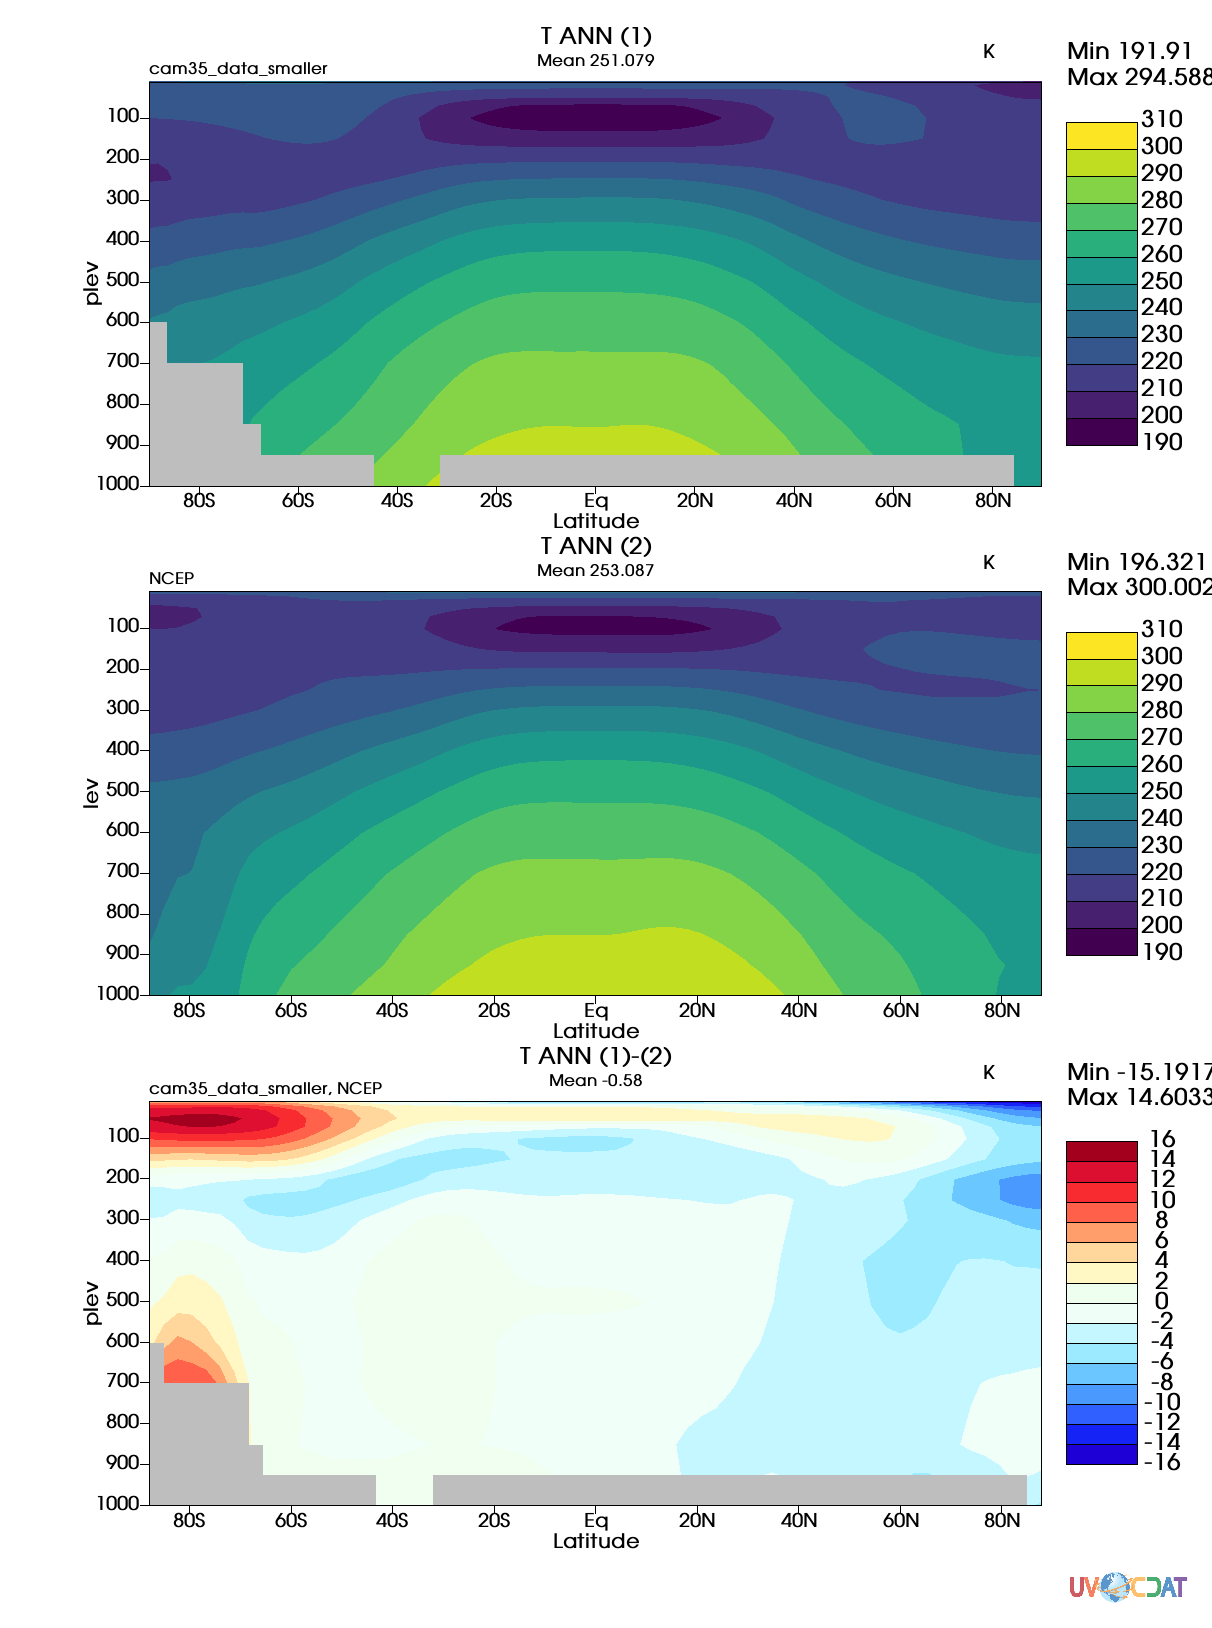 T ANN (1)
Mean 251.079
cam35_data_smaller
K
Min 191.91
Max 294.588
100
200
300
400
500
600
700
800
900
1000
plev
80S 60S 40S 20S Eq 20N 40N 60N 80N
Latitude
310
300
290
280
270
260
250
240
230
220
210
200
190
T ANN (2)
Mean 253.087
NCEP
K
Min 196.321
Max 300.002
100
200
300
400
500
600
700
800
900
1000
lev
80S 60S 40S 20S Eq 20N 40N 60N 80N
Latitude
310
300
290
280
270
260
250
240
230
220
210
200
190
T ANN (1)-(2)
Mean -0.58
cam35_data_smaller, NCEP
K
Min -15.1917
Max 14.6033
100
200
300
400
500
600
700
800
900
1000
plev
80S 60S 40S 20S Eq 20N 40N 60N 80N
Latitude
16
14
12
10
8
6
4
2
0
-2
-4
-6
-8
-10
-12
-14
-16
UV CDAT